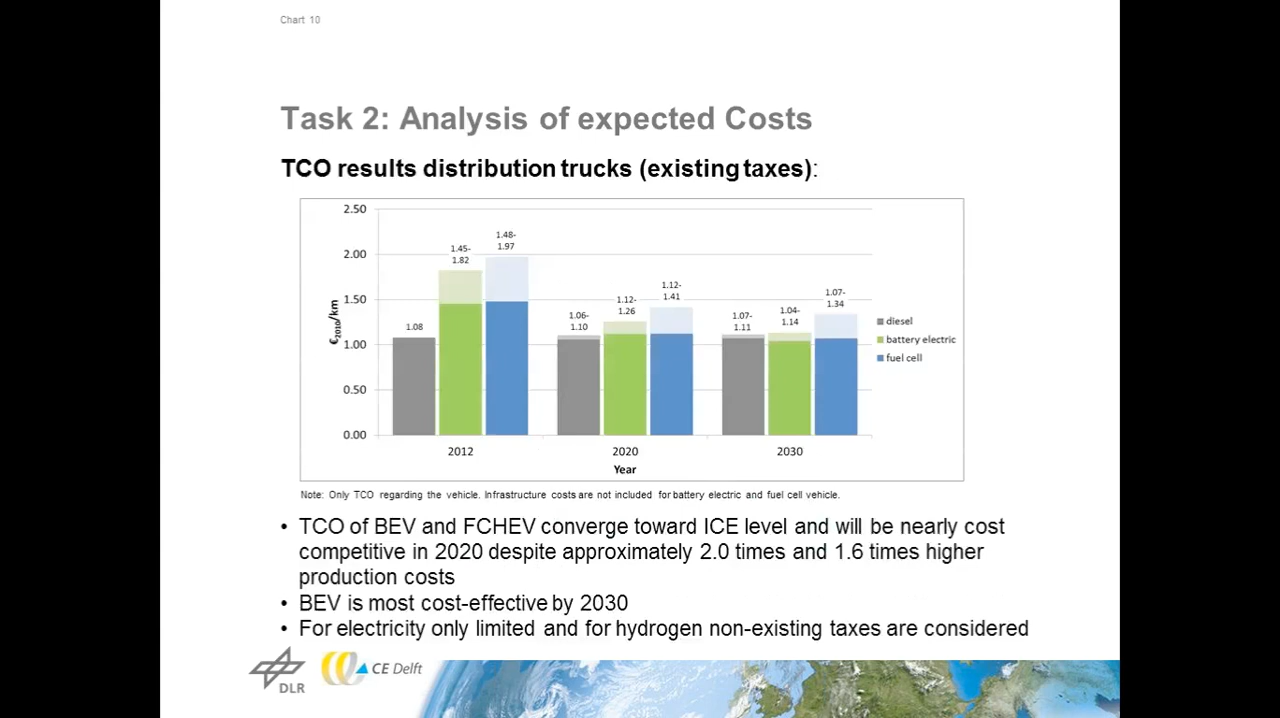 Chart 10
Task 2: Analysis of expected Costs
TCO results distribution trucks (existing taxes):
2.50
2.00
1.50
1.00
0.50
0.00
€2010/km
1.08
1.45-
1.82
1.48-
1.97
1.06-
1.10
1.12-
1.26
1.12-
1.41
1.07-
1.11
1.04-
1.14
1.07-
1.34
diesel
battery electric
fuel cell
2012
2020
2030
Year
Note: Only TCO regarding the vehicle. Infrastructure costs are not included for battery electric and fuel cell vehicle.
• TCO of BEV and FCHEV converge toward ICE level and will be nearly cost
competitive in 2020 despite approximately 2.0 times and 1.6 times higher
production costs
• BEV is most cost-effective by 2030
• For electricity only limited and for hydrogen non-existing taxes are considered
DLR
CE Delft